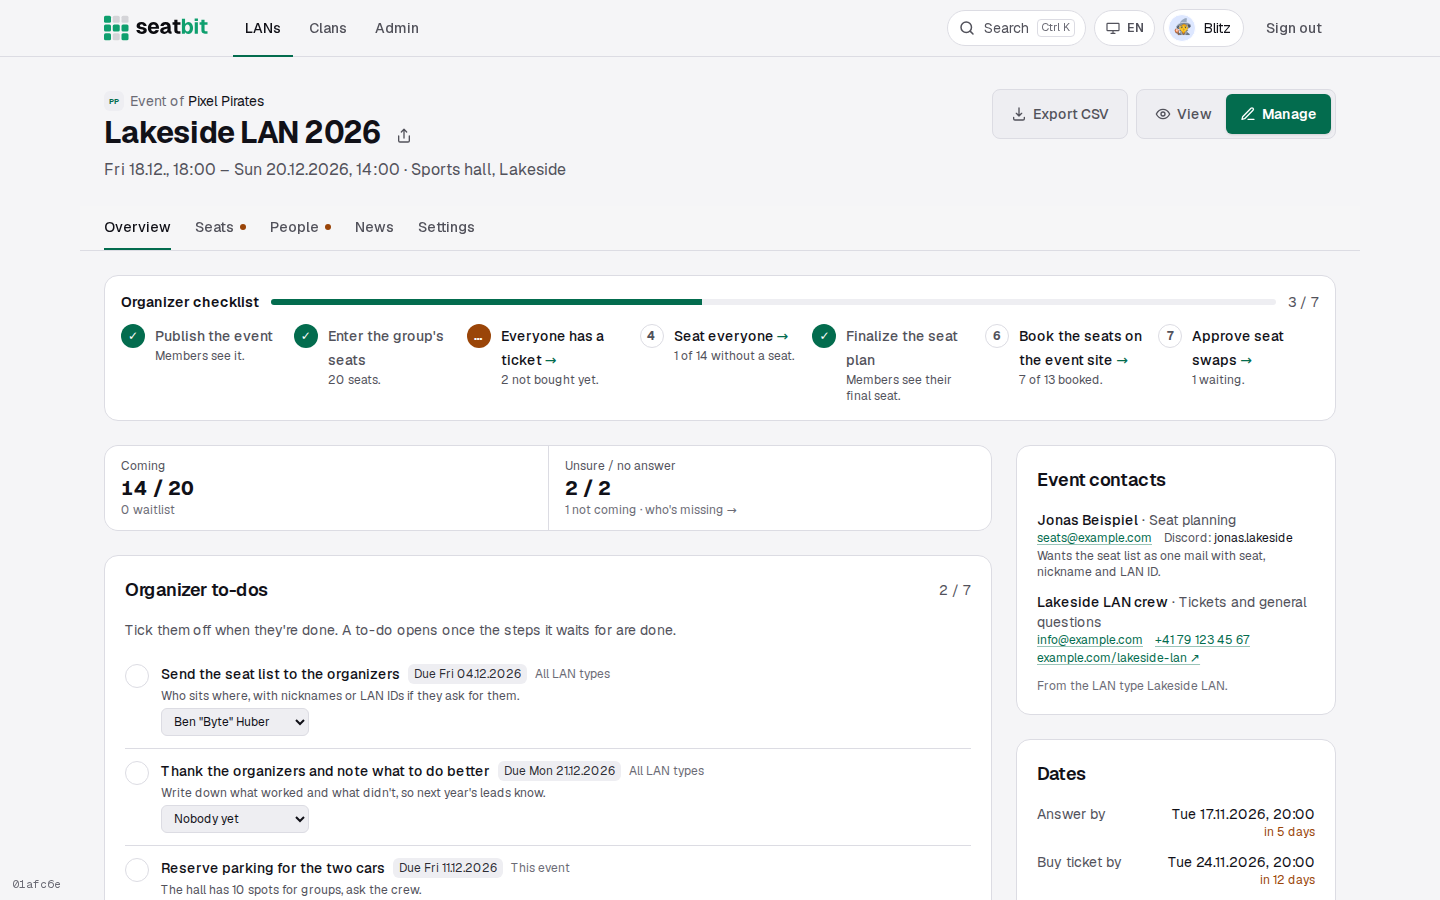 seatbit
LANs
Clans
Admin
Search
Ctrl K
EN
Blitz
Sign out
PP
Event of Pixel Pirates
Lakeside LAN 2026
Fri 18.12., 18:00 – Sun 20.12.2026, 14:00 · Sports hall, Lakeside
Export CSV
View
Manage
Overview
Seats
People
News
Settings
Organizer checklist
3 / 7
✓
Publish the event
Members see it.
✓
Enter the group's
seats
20 seats.
…
Everyone has a
ticket →
2 not bought yet.
4
Seat everyone →
1 of 14 without a seat.
✓
Finalize the seat
plan
Members see their
final seat.
6
Book the seats on
the event site →
7 of 13 booked.
7
Approve seat
swaps →
1 waiting.
Coming
14 / 20
0 waitlist
Unsure / no answer
2 / 2
1 not coming · who's missing →
Organizer to-dos
2 / 7
Tick them off when they're done. A to-do opens once the steps it waits for are done.
Send the seat list to the organizers
Due Fri 04.12.2026
All LAN types
Who sits where, with nicknames or LAN IDs if they ask for them.
Ben "Byte" Huber
Thank the organizers and note what to do better
Due Mon 21.12.2026
All LAN types
Write down what worked and what didn't, so next year's leads know.
Nobody yet
Reserve parking for the two cars
Due Fri 11.12.2026
This event
The hall has 10 spots for groups, ask the crew.
Event contacts
Jonas Beispiel · Seat planning
seats@example.com
Discord: jonas.lakeside
Wants the seat list as one mail with seat,
nickname and LAN ID.
Lakeside LAN crew · Tickets and general
questions
info@example.com
+41 79 123 45 67
example.com/lakeside-lan ↗
From the LAN type Lakeside LAN.
Dates
Answer by
Tue 17.11.2026, 20:00
in 5 days
Buy ticket by
Tue 24.11.2026, 20:00
in 12 days
01afc6e